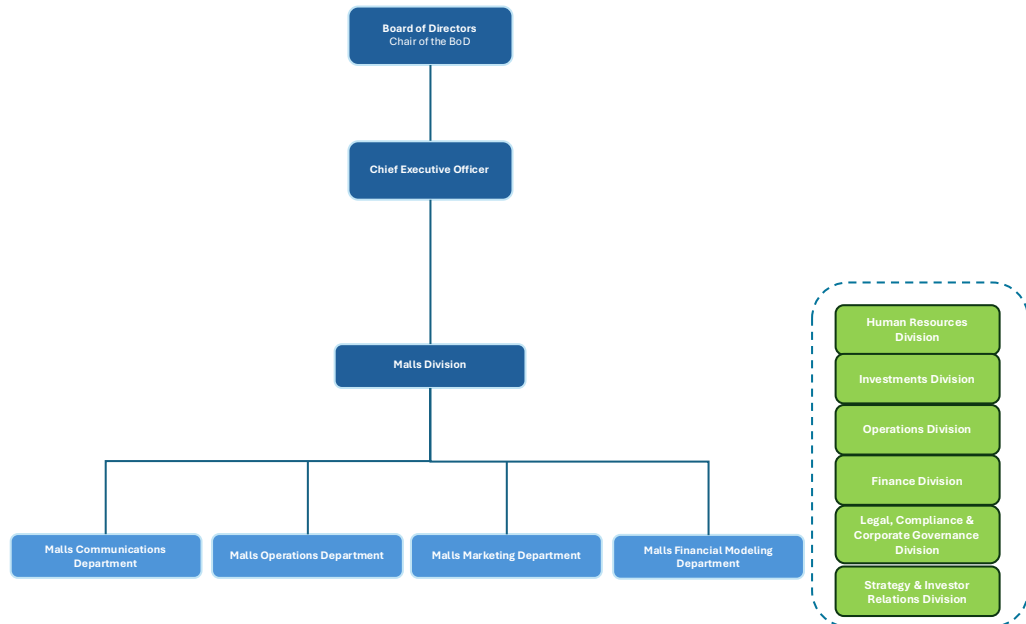 Board of Directors
Chair of the BoD
Chief Executive Officer
Malls Division
Malls Communications
Department
Malls Operations Department
Malls Marketing Department
Malls Financial Modeling
Department
Human Resources
Division
Investments Division
Operations Division
Finance Division
Legal, Compliance &
Corporate Governance
Division
Strategy & Investor
Relations Division